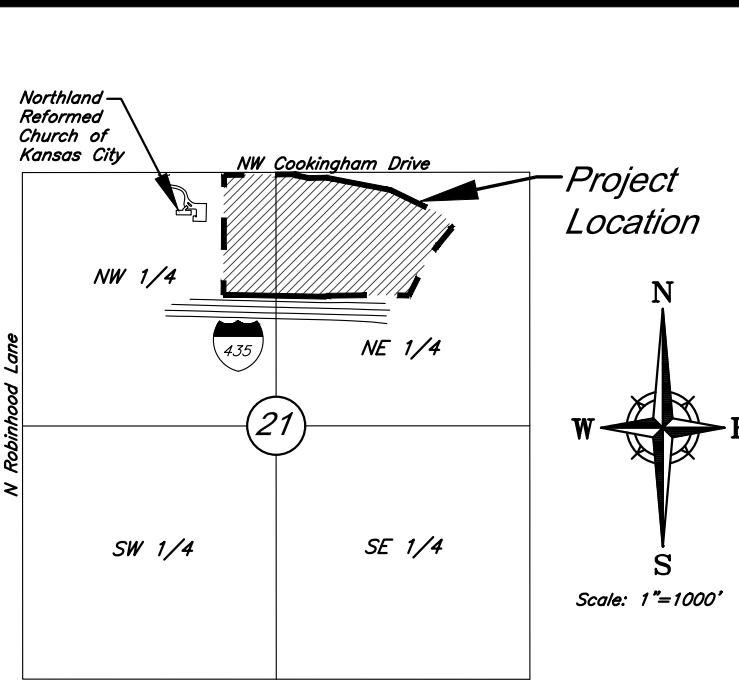 Northland
Reformed
Church of
Kansas City
NW Cookingham Drive
Project
Location
NW 1/4
435
NE 1/4
N Robinhood Lane
21
SW 1/4
SE 1/4
N
W
E
S
Scale: 1"=1000'